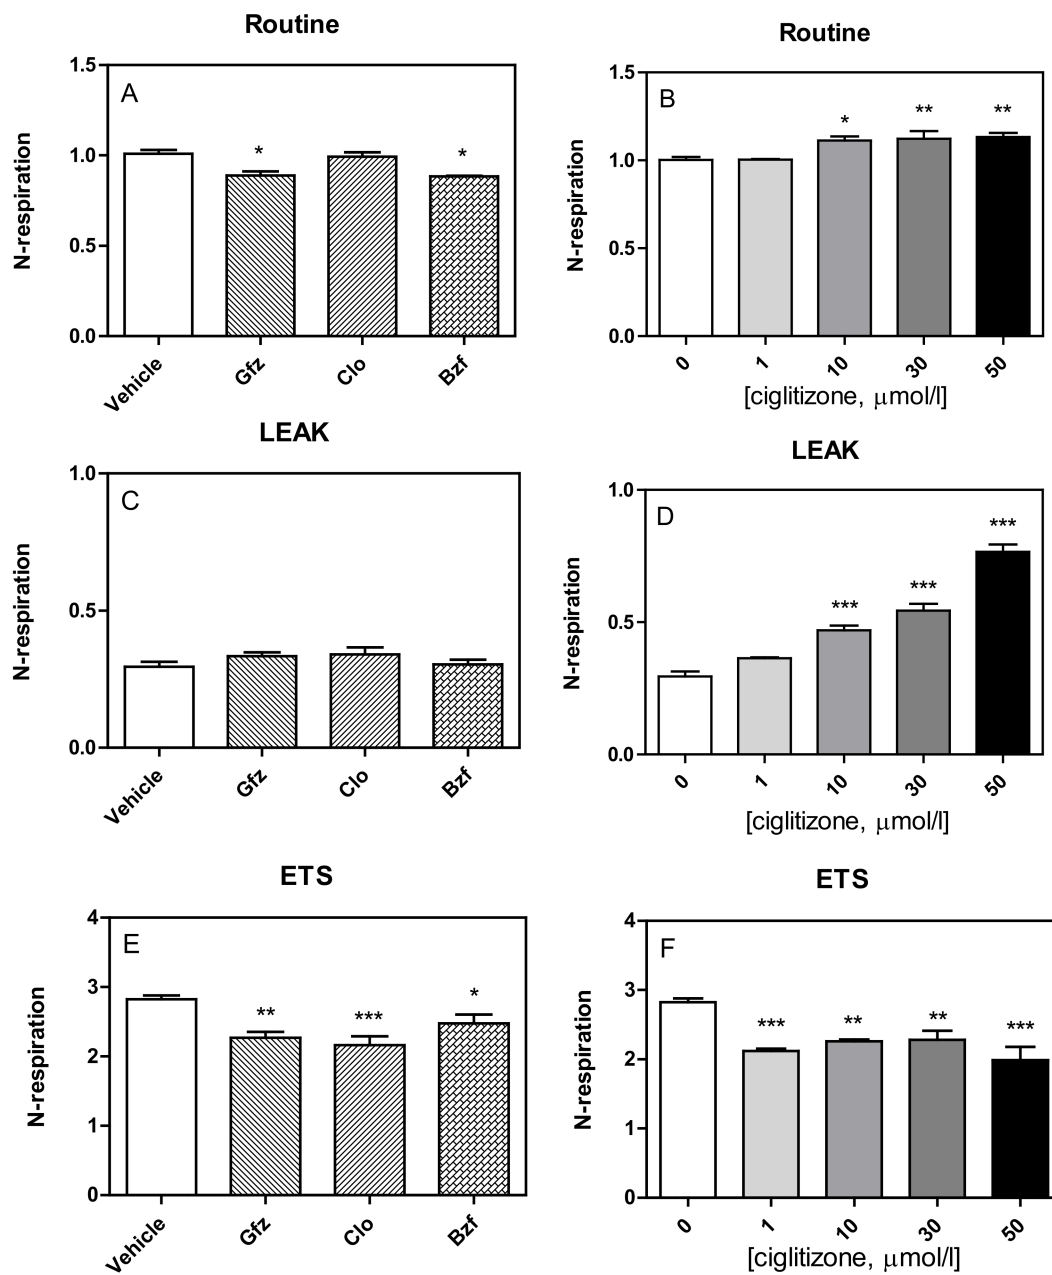 Routine
A
N-respiration
1.5
1.0
0.5
0.0
* *
Vehicle Gfz Clo Bzf
Routine
B
N-respiration
1.5
1.0
0.5
0.0
* ** **
0 1 10 30 50
[ciglitizone, μmol/l]
LEAK
C
N-respiration
1.0
0.5
0.0
Vehicle Gfz Clo Bzf
LEAK
D
N-respiration
1.0
0.5
0.0
*** *** ***
0 1 10 30 50
[ciglitizone, μmol/l]
ETS
E
N-respiration
4
3
2
1
0
** *** *
Vehicle Gfz Clo Bzf
ETS
F
N-respiration
4
3
2
1
0
*** ** ** ***
0 1 10 30 50
[ciglitizone, μmol/l]